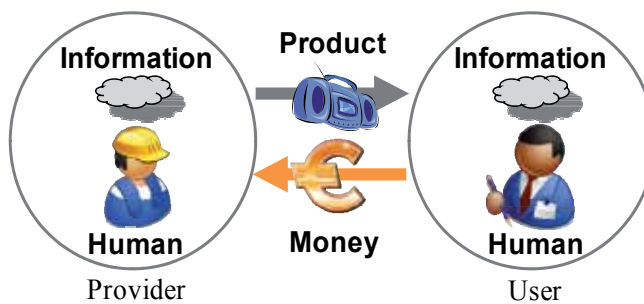 Information
Product
Information
€
Human
Money
Human
Provider
User